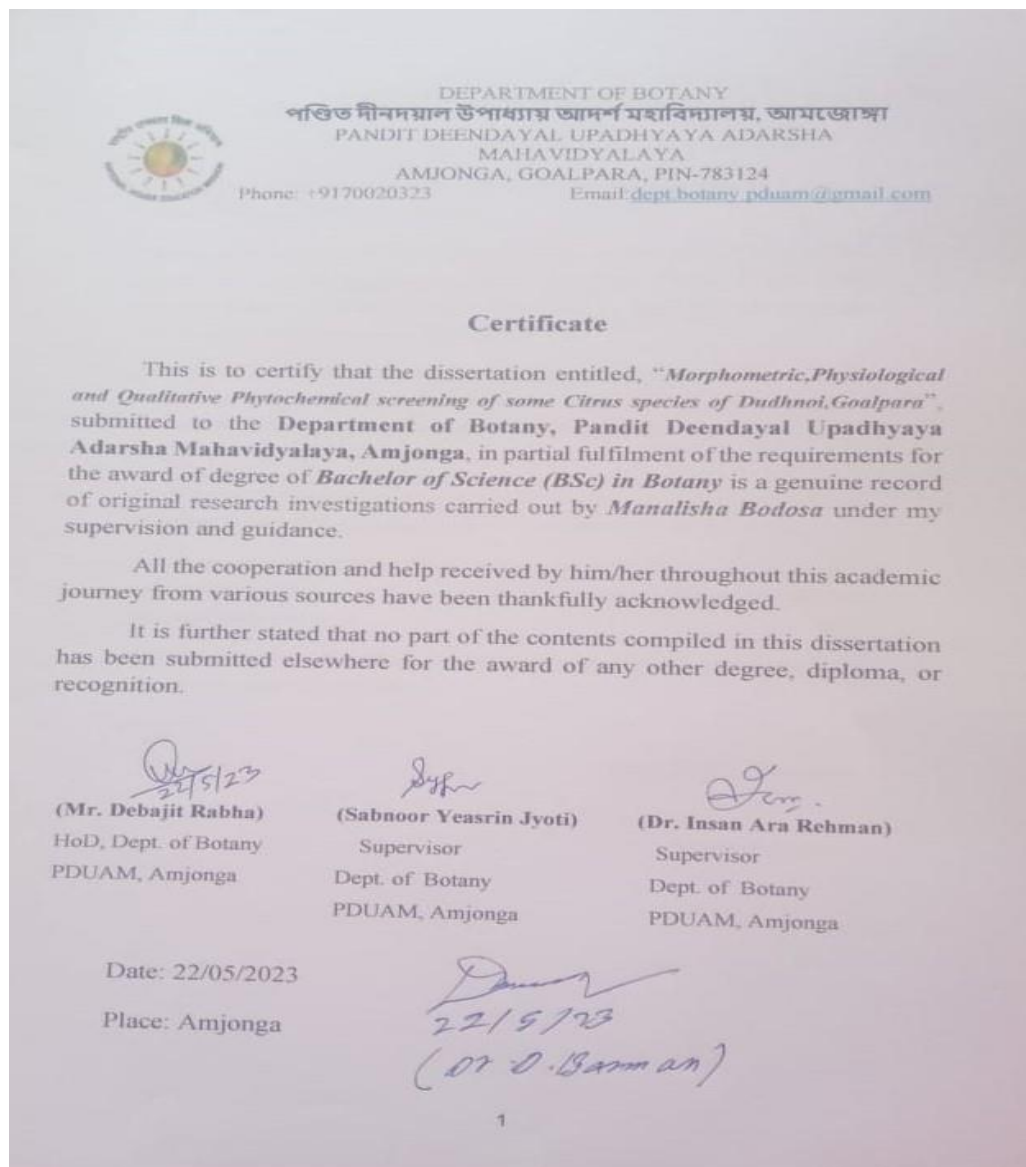 DEPARTMENT OF BOTANY
পণ্ডিত দীনদয়াল উপাধ্যায় আদর্শ মহাবিদ্যালয়, আমজোঙ্গা
PANDIT DEENDAYAL UPADHYAYA ADARSHA
MAHAVIDYALAYA
AMJONGA, GOALPARA, PIN-783124
Phone: +9170020323 Email:dept.botany.pduam@gmail.com
Certificate
This is to certify that the dissertation entitled, “Morphometric,Physiological
and Qualitative Phytochemical screening of some Citrus species of Dudhnoi,Goalpara”,
submitted to the Department of Botany, Pandit Deendayal Upadhyaya
Adarsha Mahavidyalaya, Amjonga, in partial fulfilment of the requirements for
the award of degree of Bachelor of Science (BSc) in Botany is a genuine record
of original research investigations carried out by Manalisha Bodosa under my
supervision and guidance.
All the cooperation and help received by him/her throughout this academic
journey from various sources have been thankfully acknowledged.
It is further stated that no part of the contents compiled in this dissertation
has been submitted elsewhere for the award of any other degree, diploma, or
recognition.
22/5/23
(Mr. Debajit Rabha) (Sabnoor Yeasrin Jyoti) (Dr. Insan Ara Rehman)
HoD, Dept. of Botany Supervisor Supervisor
PDUAM, Amjonga Dept. of Botany Dept. of Botany
PDUAM, Amjonga PDUAM, Amjonga
Date: 22/05/2023
Place: Amjonga
22/5/23
(Dr D. Barman)
1